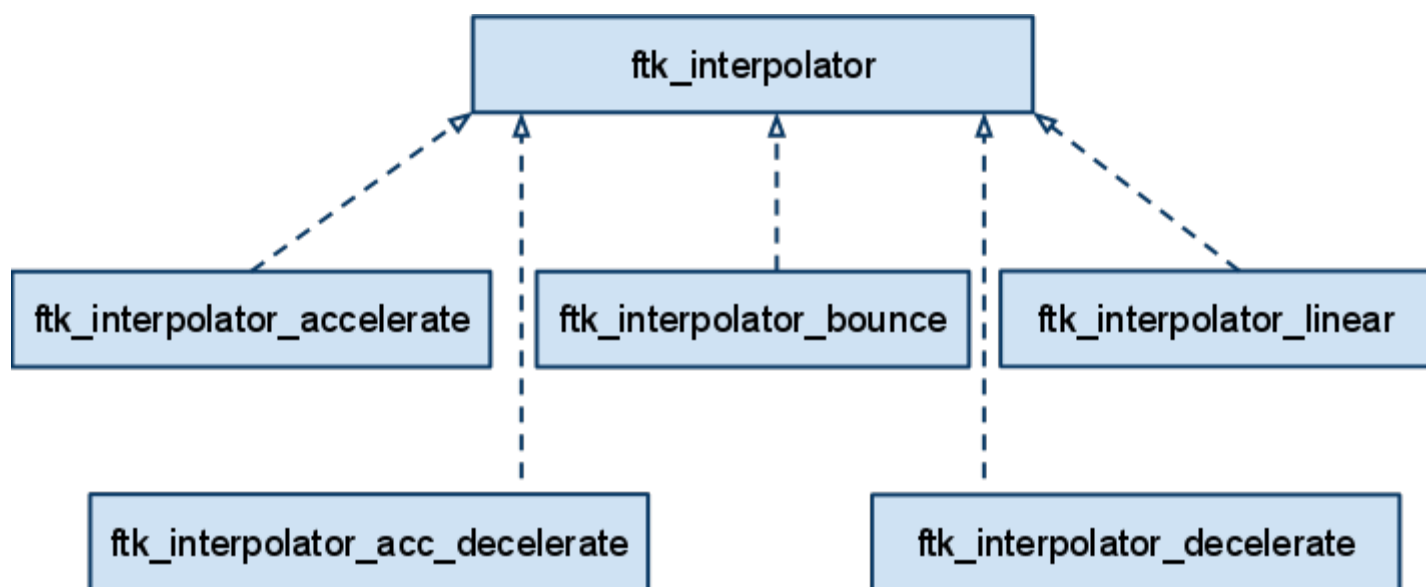 ftk_interpolator
ftk_interpolator_accelerate
ftk_interpolator_bounce
ftk_interpolator_linear
ftk_interpolator_acc_decelerate
ftk_interpolator_decelerate